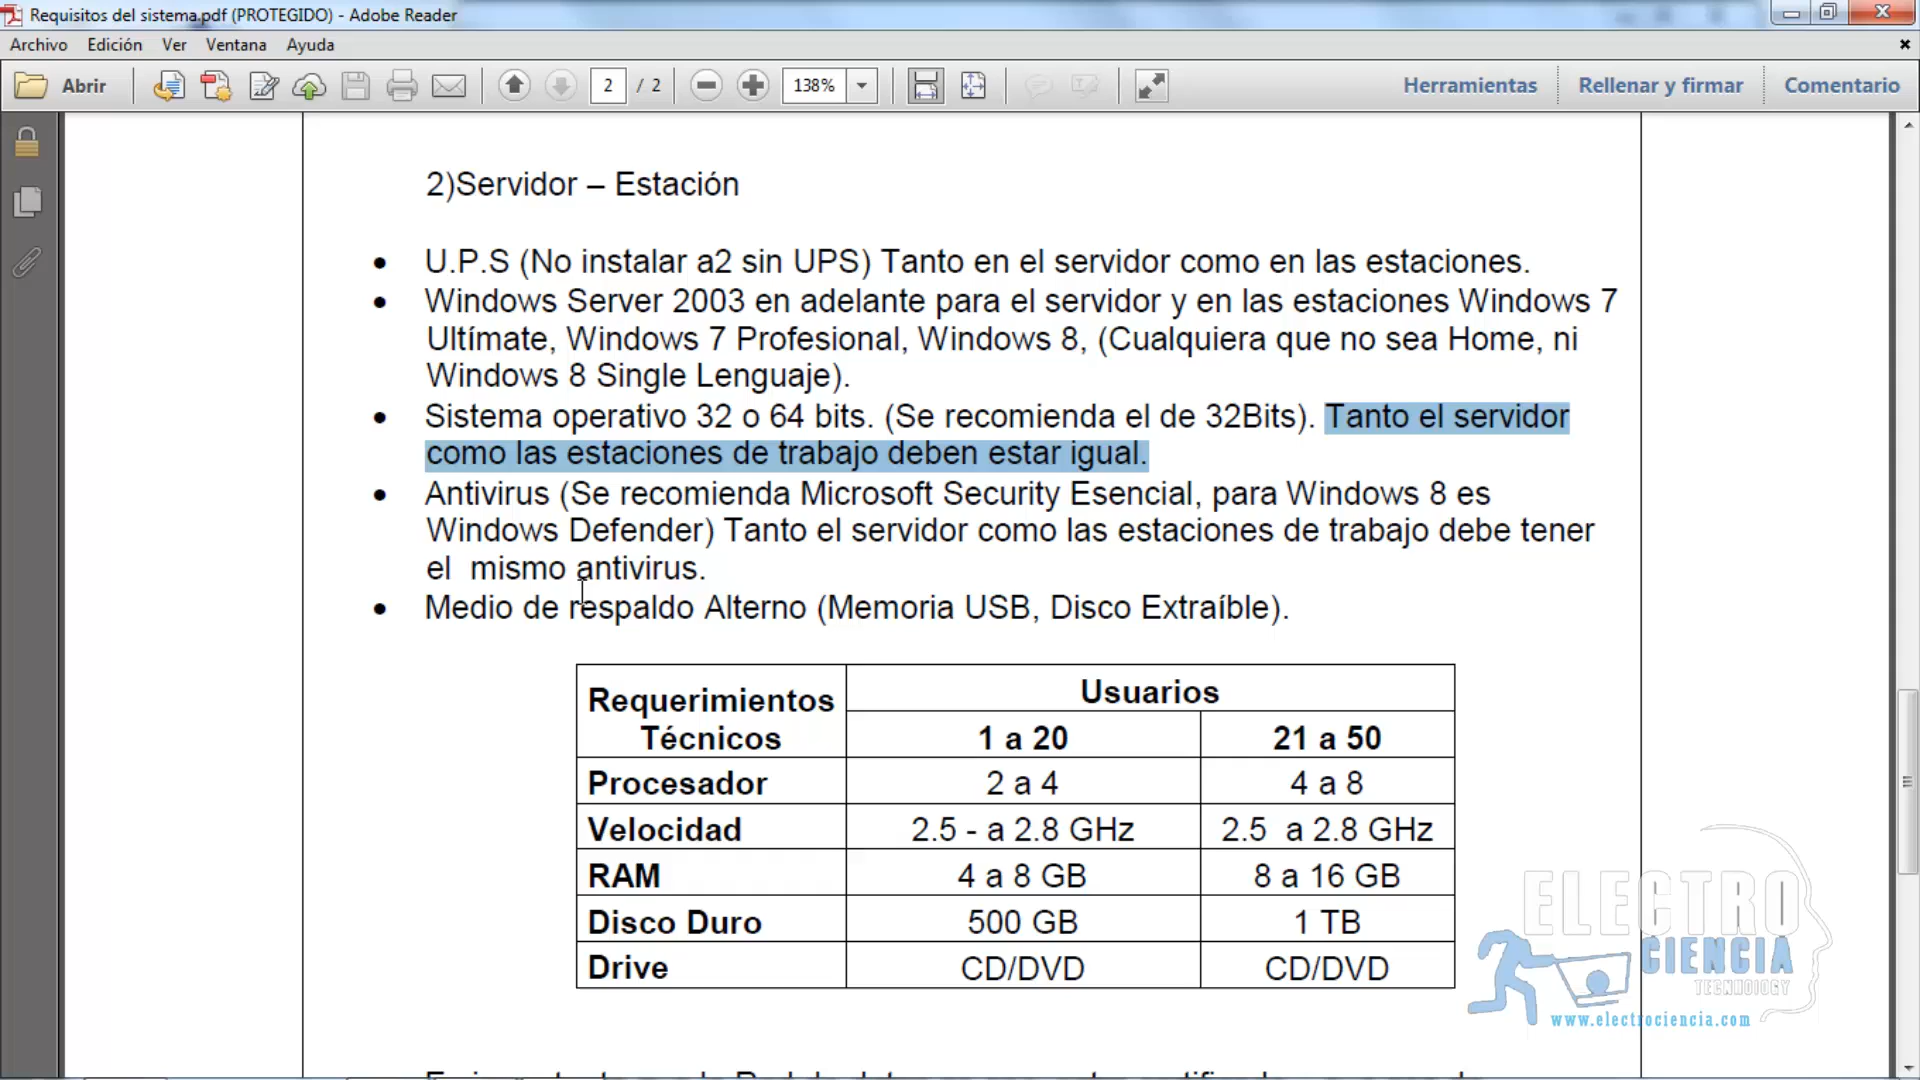 Requisitos del sistema.pdf (PROTEGIDO) - Adobe Reader
Archivo Edición Ver Ventana Ayuda
Abrir 2 / 2 138% Herramientas Rellenar y firmar Comentario
2)Servidor – Estación
• U.P.S (No instalar a2 sin UPS) Tanto en el servidor como en las estaciones.
• Windows Server 2003 en adelante para el servidor y en las estaciones Windows 7
Ultímate, Windows 7 Profesional, Windows 8, (Cualquiera que no sea Home, ni
Windows 8 Single Lenguaje).
• Sistema operativo 32 o 64 bits. (Se recomienda el de 32Bits). Tanto el servidor
como las estaciones de trabajo deben estar igual.
• Antivirus (Se recomienda Microsoft Security Esencial, para Windows 8 es
Windows Defender) Tanto el servidor como las estaciones de trabajo debe tener
el mismo antivirus.
• Medio de respaldo Alterno (Memoria USB, Disco Extraíble).
Requerimientos Técnicos Usuarios
1 a 20 21 a 50
Procesador 2 a 4 4 a 8
Velocidad 2.5 - a 2.8 GHz 2.5 a 2.8 GHz
RAM 4 a 8 GB 8 a 16 GB
Disco Duro 500 GB 1 TB
Drive CD/DVD CD/DVD
ELECTRO
CIENCIA
TECNOLOGY
www.electrociencia.com